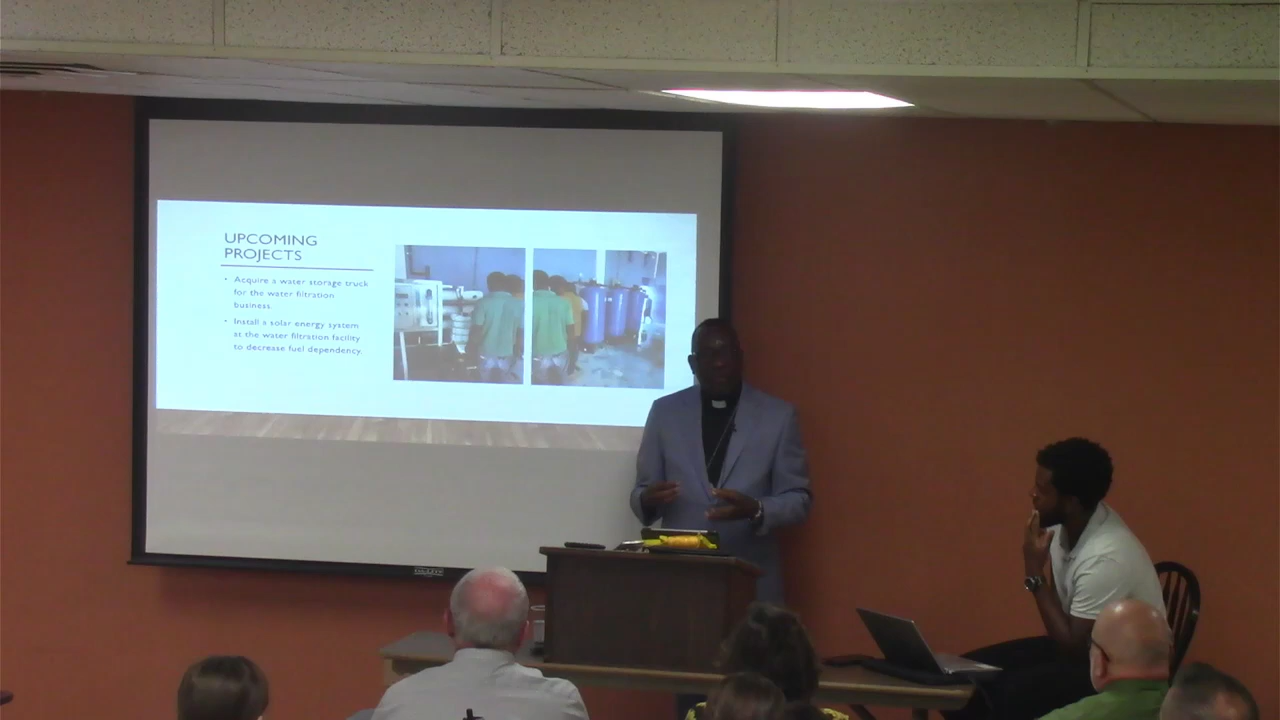 UPCOMING
PROJECTS
• Acquire a water storage truck
for the water filtration
business.
• Install a solar energy system
at the water filtration facility
to decrease fuel dependency.